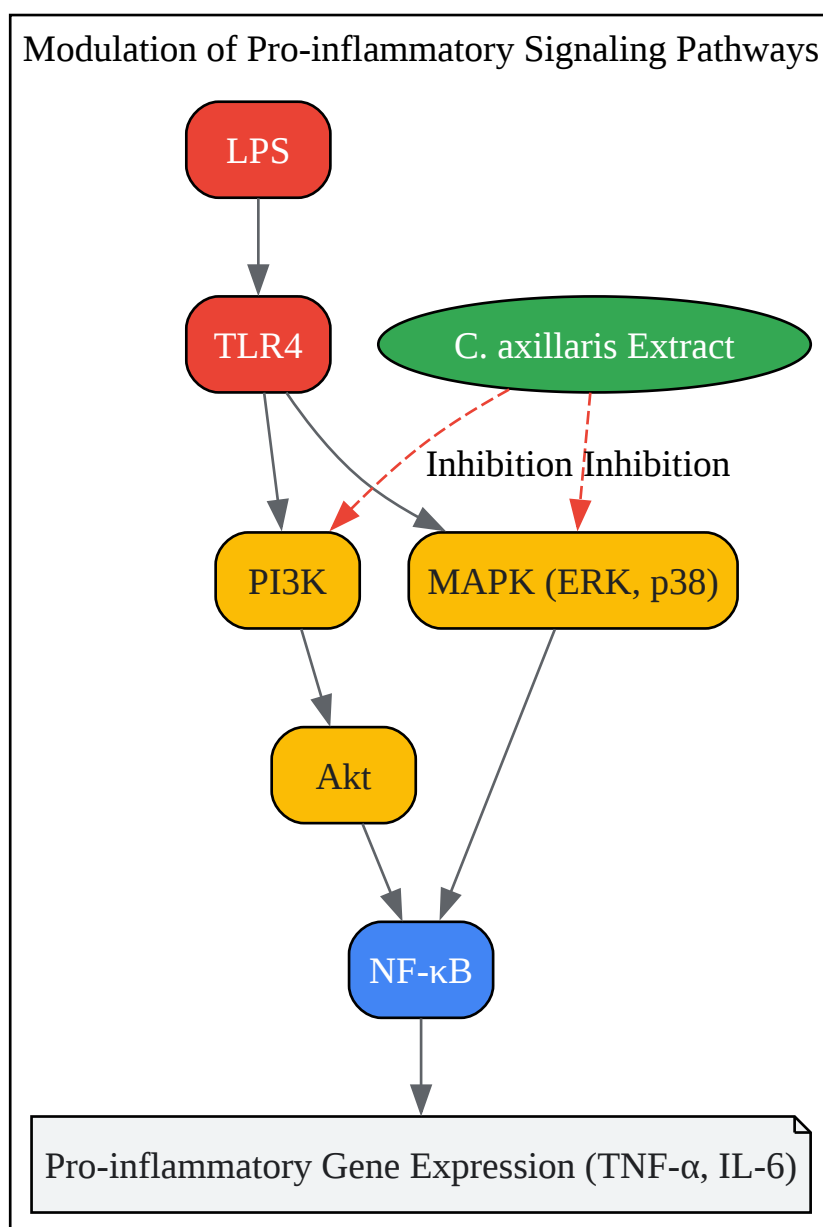 Modulation of Pro-inflammatory Signaling Pathways
LPS
TLR4
C. axillaris Extract
Inhibition
Inhibition
PI3K
MAPK (ERK, p38)
Akt
NF-κB
Pro-inflammatory Gene Expression (TNF-α, IL-6)